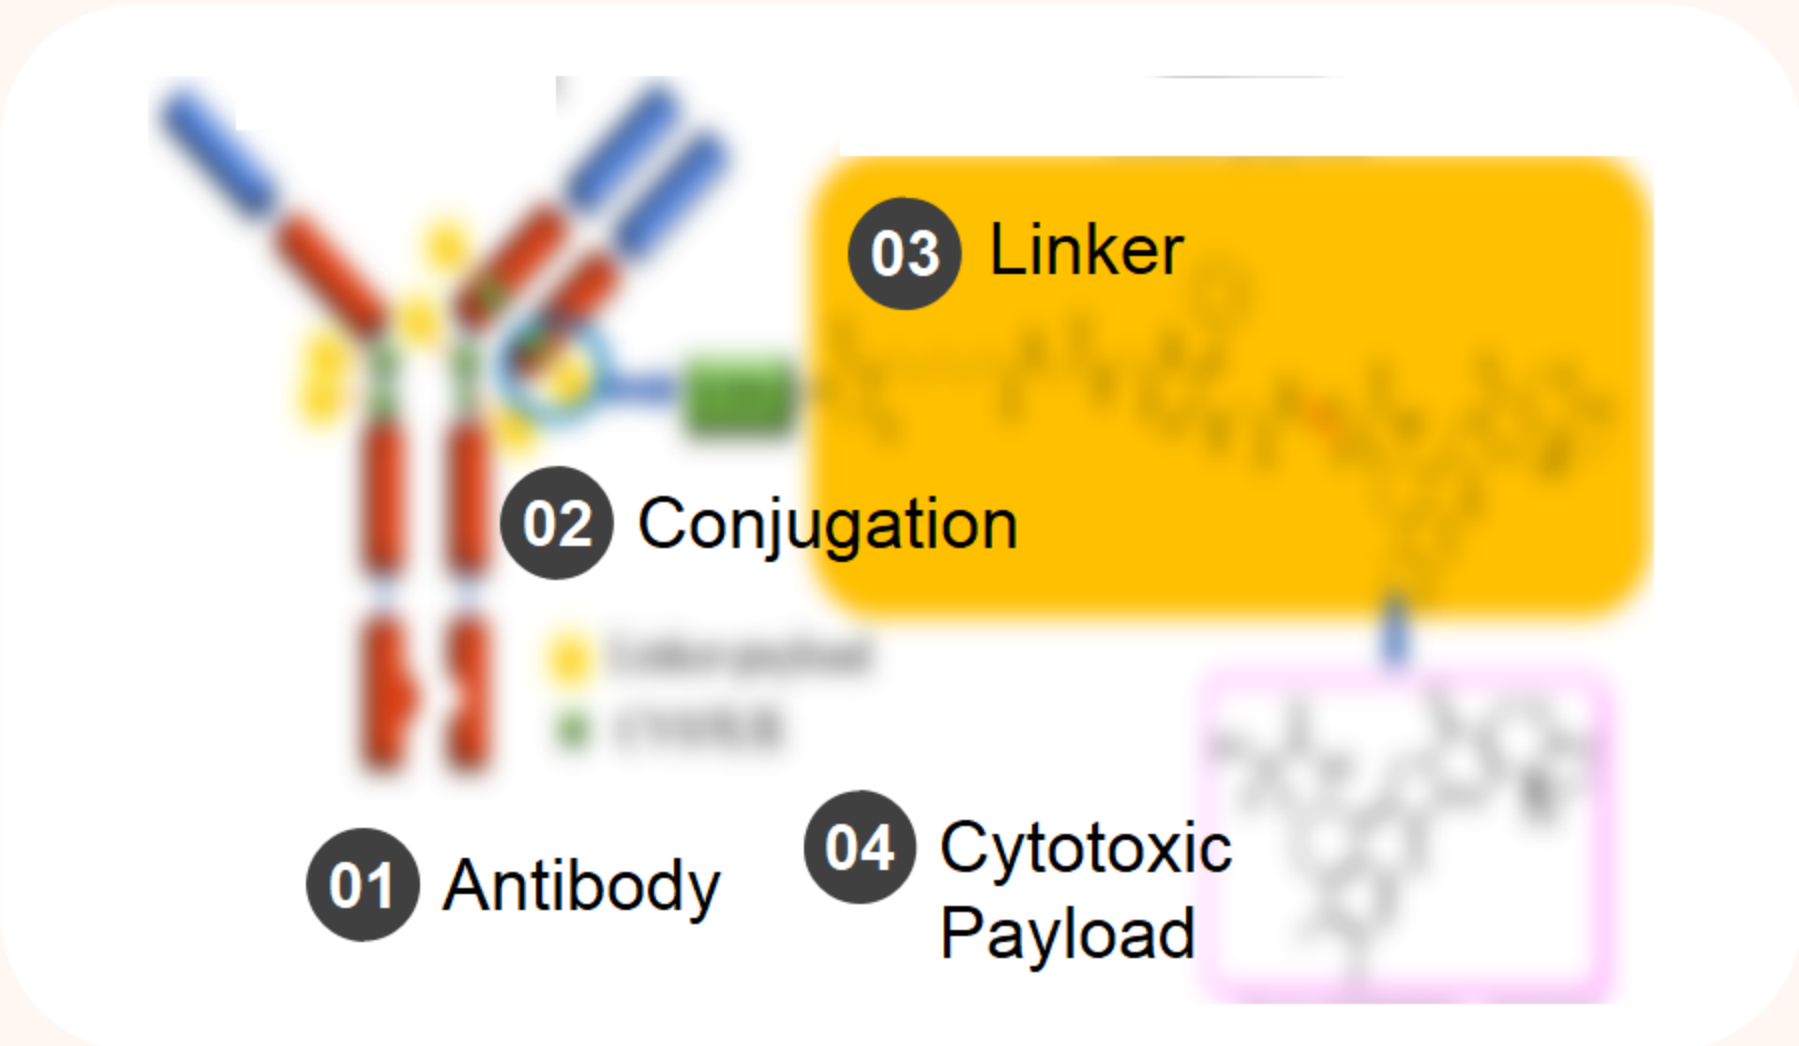 03 Linker
02 Conjugation
01 Antibody
04 Cytotoxic
Payload